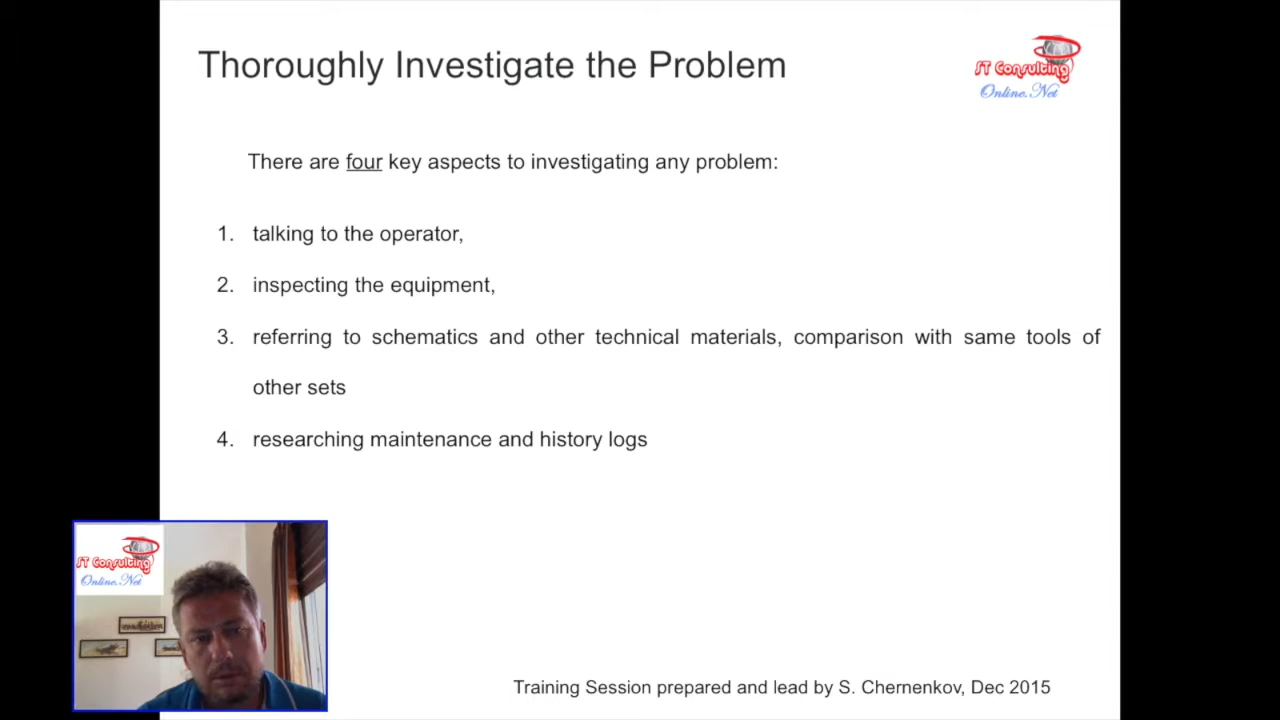 Thoroughly Investigate the Problem
ST Consulting
Online.Net
There are four key aspects to investigating any problem:
1. talking to the operator,
2. inspecting the equipment,
3. referring to schematics and other technical materials, comparison with same tools of
other sets
4. researching maintenance and history logs
ST Consulting
Online.Net
Training Session prepared and lead by S. Chernenkov, Dec 2015